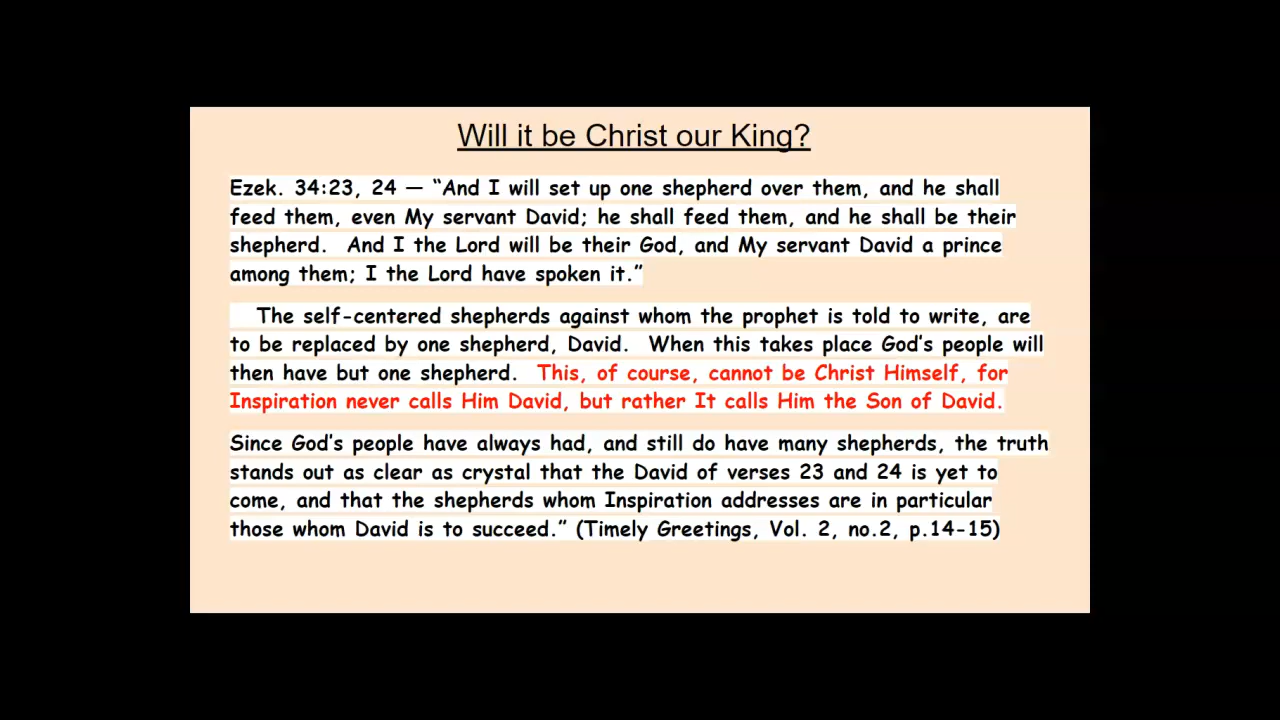 Will it be Christ our King?
Ezek. 34:23, 24 — “And I will set up one shepherd over them, and he shall
feed them, even My servant David; he shall feed them, and he shall be their
shepherd.  And I the Lord will be their God, and My servant David a prince
among them; I the Lord have spoken it.”
The self-centered shepherds against whom the prophet is told to write, are
to be replaced by one shepherd, David.  When this takes place God’s people will
then have but one shepherd.  This, of course, cannot be Christ Himself, for
Inspiration never calls Him David, but rather It calls Him the Son of David.
Since God’s people have always had, and still do have many shepherds, the truth
stands out as clear as crystal that the David of verses 23 and 24 is yet to
come, and that the shepherds whom Inspiration addresses are in particular
those whom David is to succeed.” (Timely Greetings, Vol. 2, no.2, p.14-15)